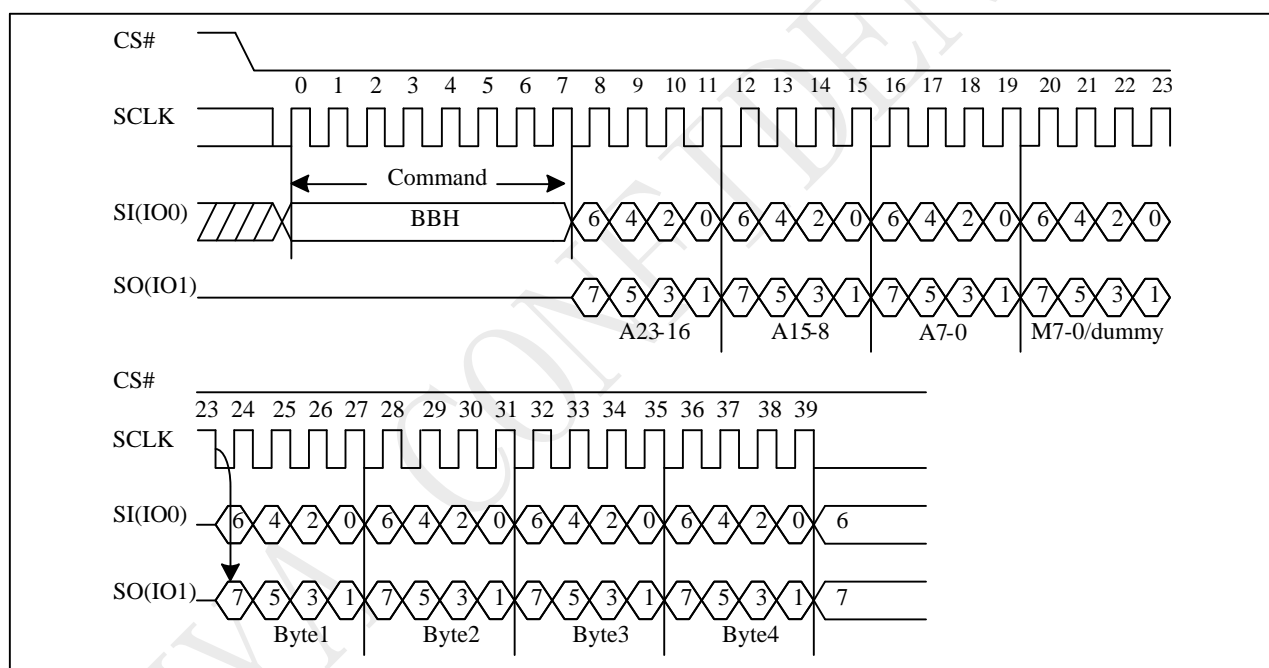 CS#
0 1 2 3 4 5 6 7 8 9 10 11 12 13 14 15 16 17 18 19 20 21 22 23
SCLK
Command
SI(IO0) BBH 6 4 2 0 6 4 2 0 6 4 2 0 6 4 2 0
SO(IO1) 7 5 3 1 7 5 3 1 7 5 3 1 7 5 3 1
A23-16 A15-8 A7-0 M7-0/dummy
CS#
23 24 25 26 27 28 29 30 31 32 33 34 35 36 37 38 39
SCLK
SI(IO0) 6 4 2 0 6 4 2 0 6 4 2 0 6 4 2 0 6
SO(IO1) 7 5 3 1 7 5 3 1 7 5 3 1 7 5 3 1 7
Byte1 Byte2 Byte3 Byte4